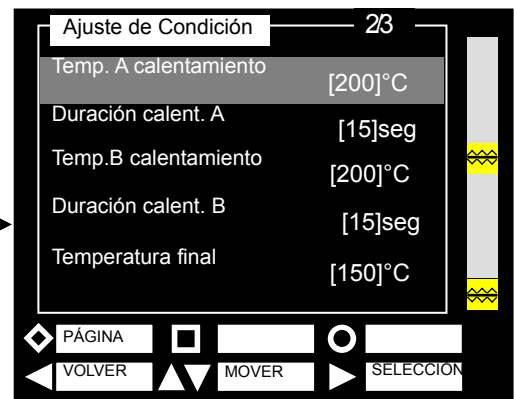 Ajuste de Condición 2/3
Temp. A calentamiento [200]°C
Duración calent. A [15]seg
Temp.B calentamiento [200]°C
Duración calent. B [15]seg
Temperatura final [150]°C
PÁGINA
VOLVER MOVER SELECCIÓN